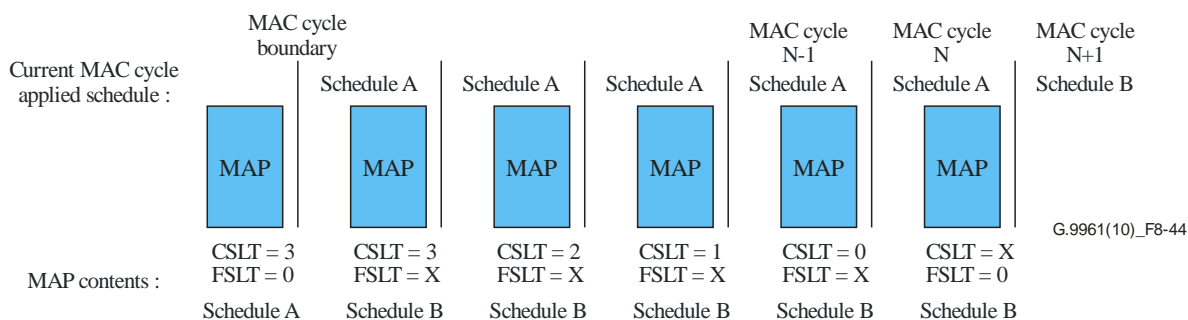 MAC cycle
boundary
MAC cycle
N-1
MAC cycle
N
MAC cycle
N+1
Current MAC cycle
applied schedule :
Schedule A
Schedule A
Schedule A
Schedule A
Schedule A
Schedule B
MAP
MAP
MAP
MAP
MAP
MAP
G.9961(10)_F8-44
MAP contents :
CSLT = 3
FSLT = 0
Schedule A
CSLT = 3
FSLT = X
Schedule B
CSLT = 2
FSLT = X
Schedule B
CSLT = 1
FSLT = X
Schedule B
CSLT = 0
FSLT = X
Schedule B
CSLT = X
FSLT = 0
Schedule B